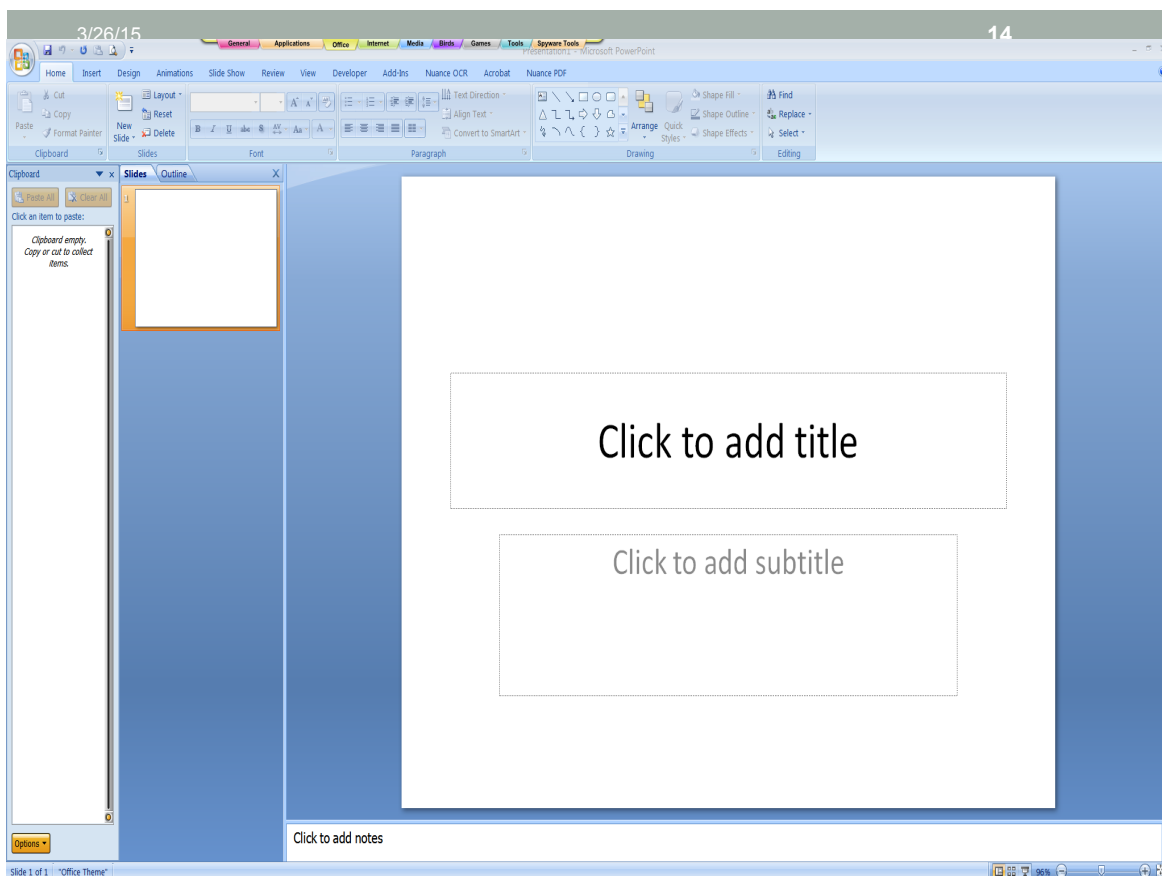 3/26/15 14
General Applications Office Internet Media Birds Games Tools Spyware Tools
Presentation1 - Microsoft PowerPoint
Home Insert Design Animations Slide Show Review View Developer Add-Ins Nuance OCR Acrobat Nuance PDF
Cut Layout Text Direction Shape Fill Find
Copy Reset Align Text Shape Outline Replace
Paste Format Painter New Slide Delete B I U abe S AV Aa A Convert to SmartArt Arrange Quick Styles Shape Effects Select
Clipboard Slides Font Paragraph Drawing Editing
Clipboard x Slides Outline X
Paste All Clear All 1
Click an item to paste:
Clipboard empty.
Copy or cut to collect
items.
Click to add title
Click to add subtitle
Options Click to add notes
Slide 1 of 1 "Office Theme" 96%